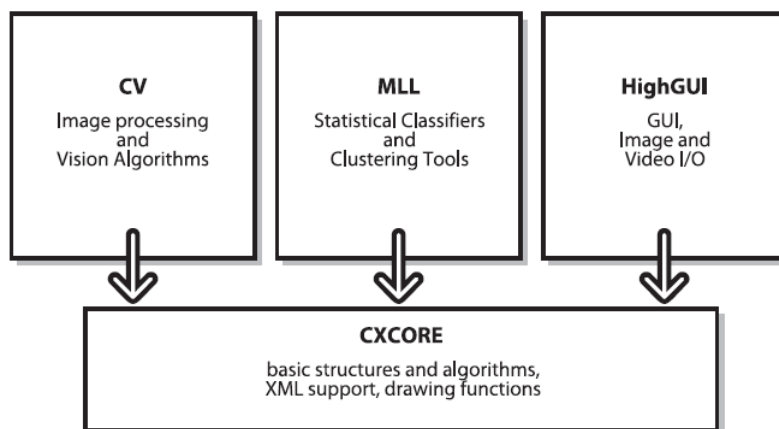 CV
Image processing
and
Vision Algorithms
MLL
Statistical Classifiers
and
Clustering Tools
HighGUI
GUI,
Image and
Video I/O
CXCORE
basic structures and algorithms,
XML support, drawing functions